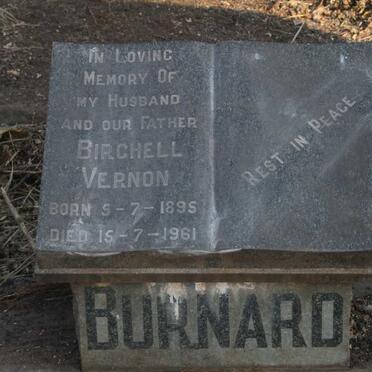 IN LOVING
MEMORY OF
MY HUSBAND
AND OUR FATHER
BIRCHELL
VERNON
BORN 5-7-1895
DIED 15-7-1961
REST IN PEACE
BURNARD